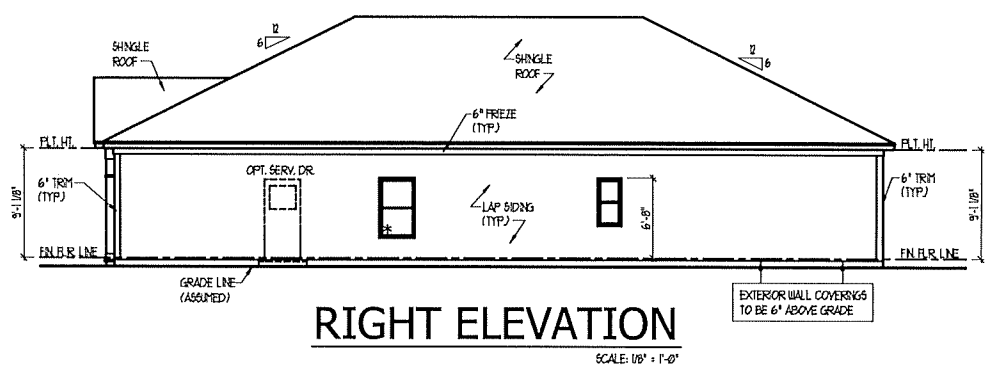 12
6
SHINGLE
ROOF
SHINGLE
ROOF
12
6
6" FRIEZE
(TYP.)
PLT. HT.
PLT. HT.
OPT. SERV. DR.
6" TRIM
(TYP.)
9'-1 1/8"
LAP SIDING
(TYP.)
6'-8"
6" TRIM
(TYP.)
9'-1 1/8"
*
FIN. FLR. LINE
FIN. FLR. LINE
GRADE LINE
(ASSUMED)
EXTERIOR WALL COVERINGS
TO BE 6" ABOVE GRADE
RIGHT ELEVATION
SCALE: 1/8" = 1'-0"